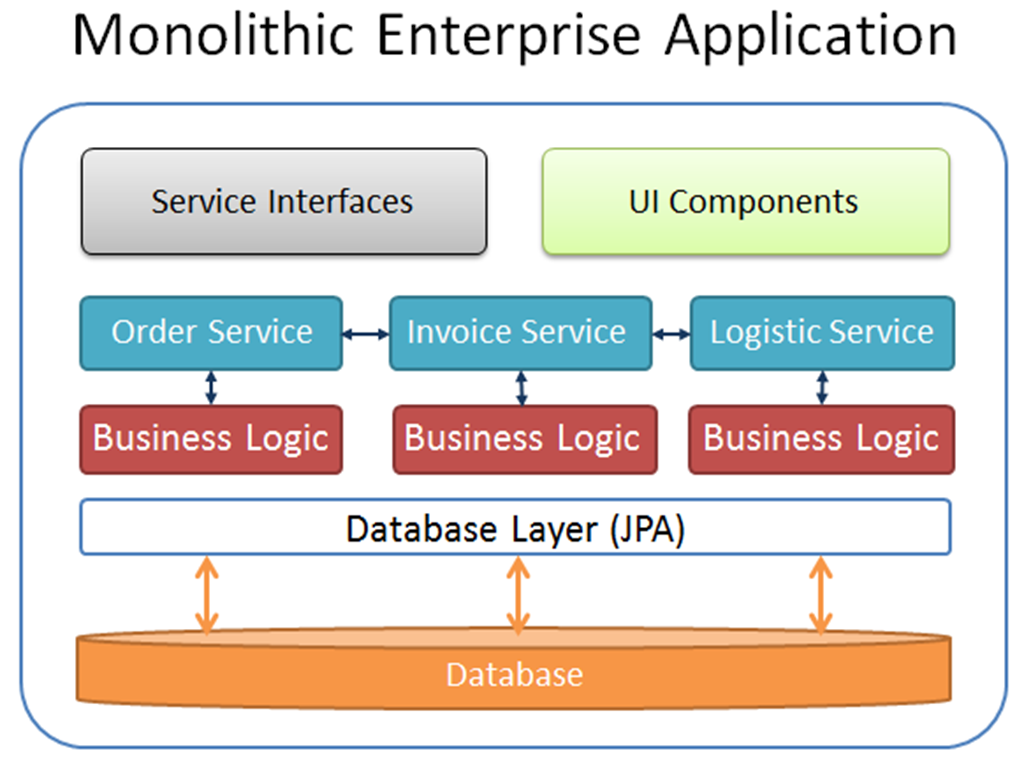 Monolithic Enterprise Application
Service Interfaces
UI Components
Order Service
Invoice Service
Logistic Service
Business Logic
Business Logic
Business Logic
Database Layer (JPA)
Database